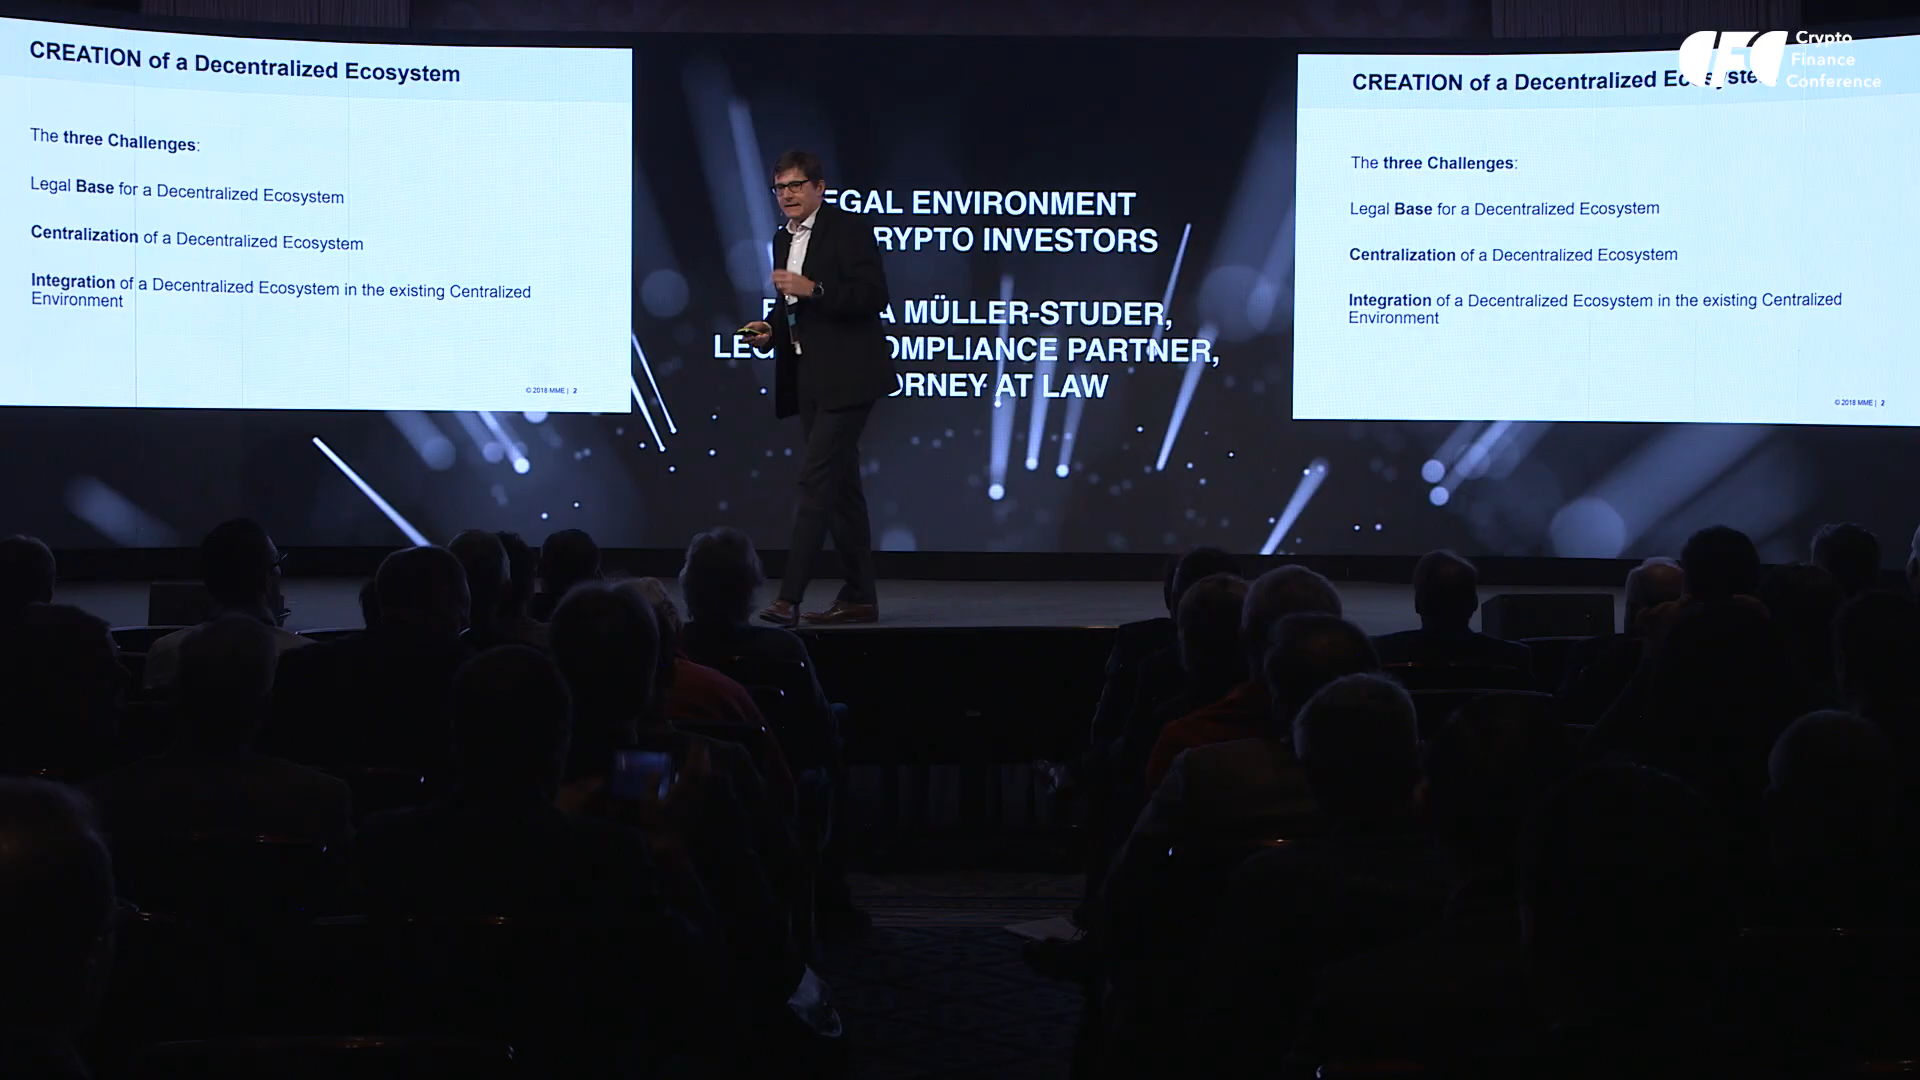 CREATION of a Decentralized Ecosystem
The three Challenges:
Legal Base for a Decentralized Ecosystem
Centralization of a Decentralized Ecosystem
Integration of a Decentralized Ecosystem in the existing Centralized
Environment
© 2018 MME | 2
EGAL ENVIRONMENT
RYPTO INVESTORS
A MÜLLER-STUDER,
OMPLIANCE PARTNER,
ORNEY AT LAW
CREATION of a Decentralized
The three Challenges:
Legal Base for a Decentralized Ecosystem
Centralization of a Decentralized Ecosystem
Integration of a Decentralized Ecosystem in the existing Centralized
Environment
© 2018 MME | 2
CFC
Crypto
Finance
Conference